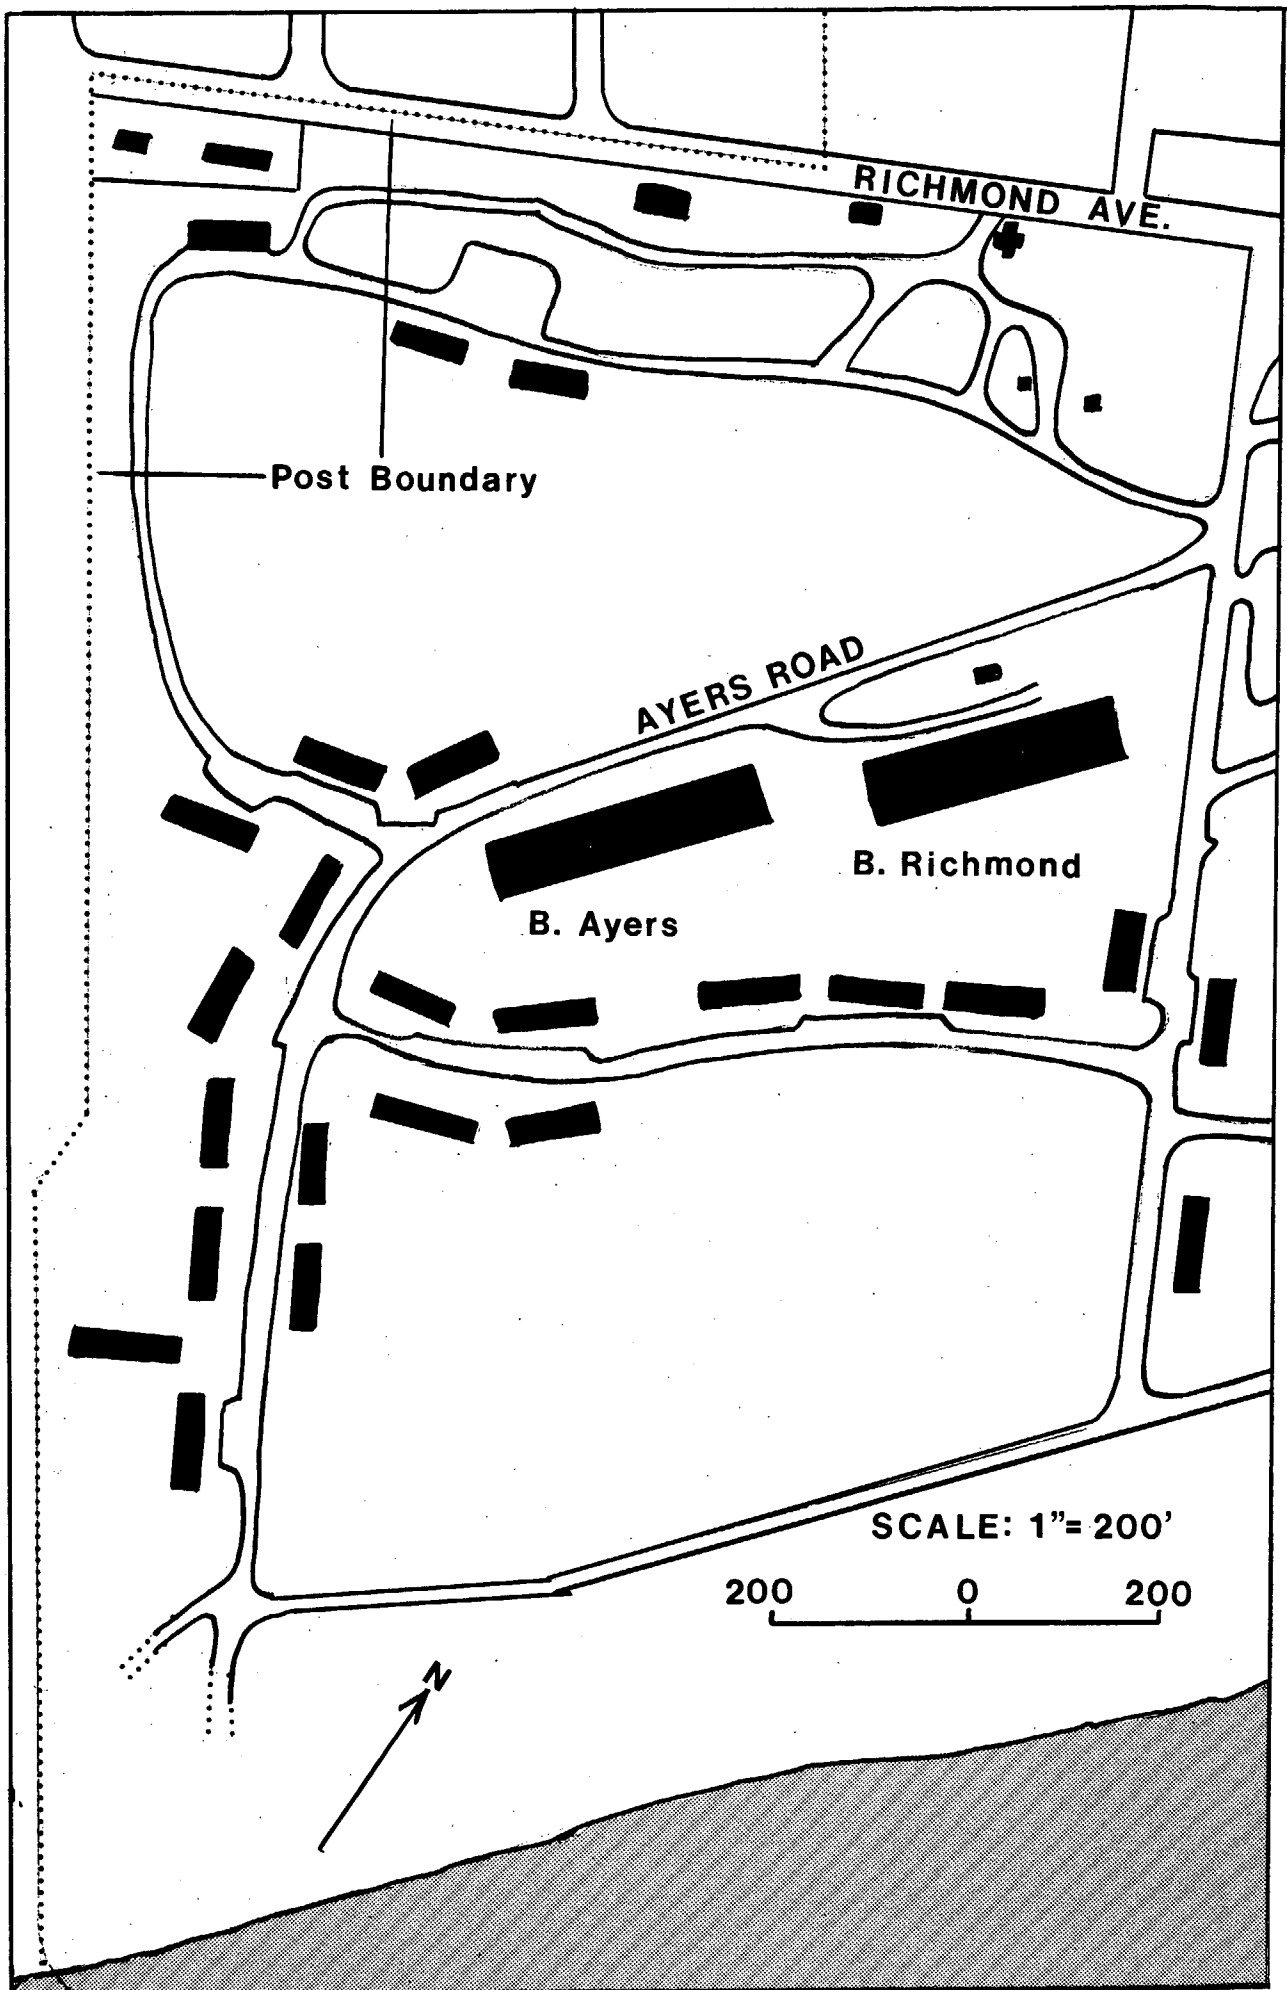 RICHMOND AVE.
Post Boundary
AYERS ROAD
B. Richmond
B. Ayers
SCALE: 1"= 200'
200 0 200
N